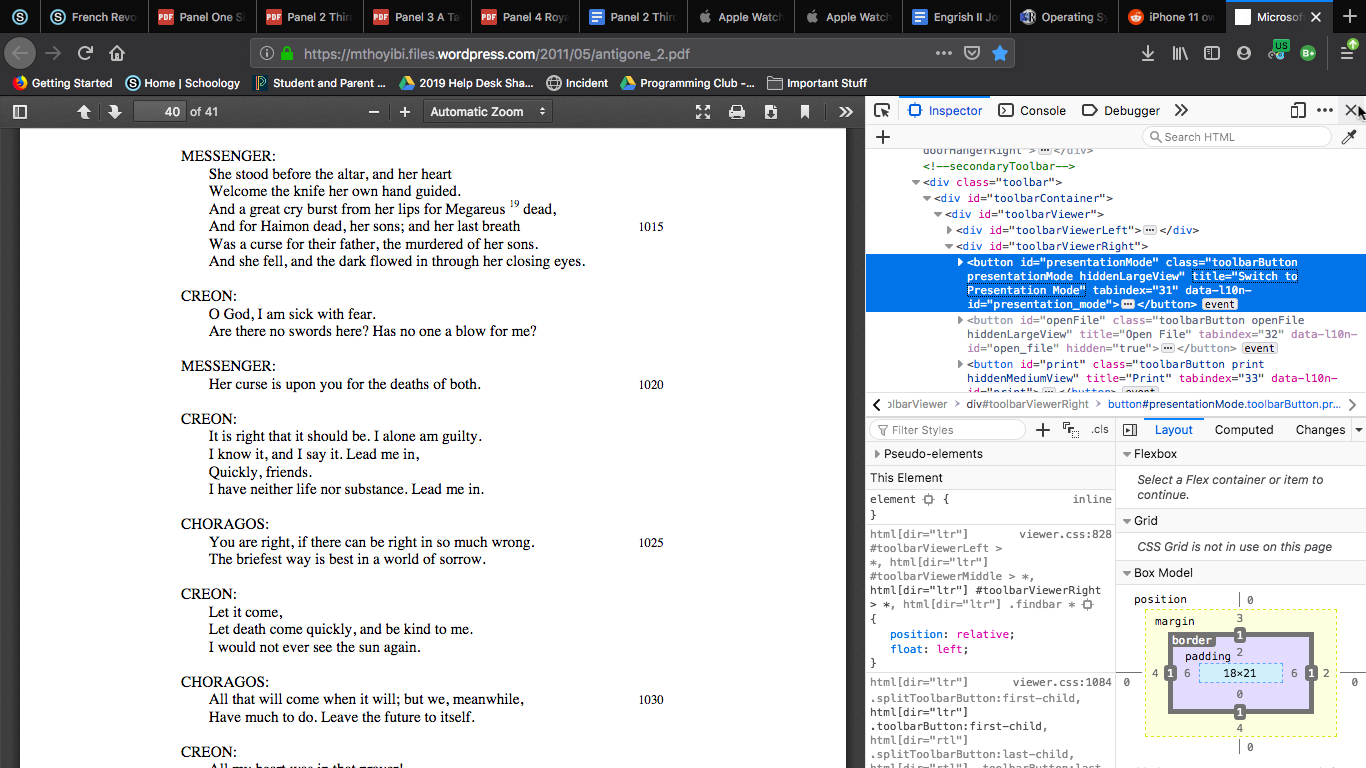 French Revo
Panel One S
Panel 2 Thir
Panel 3 A Ta
Panel 4 Roya
Panel 2 Thir
Apple Watch
Apple Watch
Engrish II Jo
Operating Sy
iPhone 11 ow
Microsof
https://mthoyibi.files.wordpress.com/2011/05/antigone_2.pdf
US
B+
Getting Started
Home | Schoology
Student and Parent ...
2019 Help Desk Sha...
Incident
Programming Club -...
Important Stuff
40 of 41
Automatic Zoom
MESSENGER:
She stood before the altar, and her heart
Welcome the knife her own hand guided.
And a great cry burst from her lips for Megareus 19 dead,
And for Haimon dead, her sons; and her last breath 1015
Was a curse for their father, the murdered of her sons.
And she fell, and the dark flowed in through her closing eyes.
CREON:
O God, I am sick with fear.
Are there no swords here? Has no one a blow for me?
MESSENGER:
Her curse is upon you for the deaths of both. 1020
CREON:
It is right that it should be. I alone am guilty.
I know it, and I say it. Lead me in,
Quickly, friends.
I have neither life nor substance. Lead me in.
CHORAGOS:
You are right, if there can be right in so much wrong. 1025
The briefest way is best in a world of sorrow.
CREON:
Let it come,
Let death come quickly, and be kind to me.
I would not ever see the sun again.
CHORAGOS:
All that will come when it will; but we, meanwhile, 1030
Have much to do. Leave the future to itself.
CREON:
All my heart was in that prayer!
Inspector
Console
Debugger
Search HTML
doorHangerRight">…</div>
<!--secondaryToolbar-->
<div class="toolbar">
<div id="toolbarContainer">
<div id="toolbarViewer">
<div id="toolbarViewerLeft">…</div>
<div id="toolbarViewerRight">
<button id="presentationMode" class="toolbarButton
presentationMode hiddenLargeView" title="Switch to
Presentation Mode" tabindex="31" data-l10n-
id="presentation_mode">…</button> event
<button id="openFile" class="toolbarButton openFile
hiddenLargeView" title="Open File" tabindex="32" data-l10n-
id="open_file" hidden="true">…</button> event
<button id="print" class="toolbarButton print
hiddenMediumView" title="Print" tabindex="33" data-l10n-
id="print">…</button> event
olbarViewer
div#toolbarViewerRight
button#presentationMode.toolbarButton.pr...
Filter Styles
.cls
Pseudo-elements
This Element
element { inline
}
html[dir="ltr"] viewer.css:828
#toolbarViewerLeft >
*, html[dir="ltr"]
#toolbarViewerMiddle > *,
html[dir="ltr"] #toolbarViewerRight
> *, html[dir="ltr"] .findbar *
{
position: relative;
float: left;
}
html[dir="ltr"] viewer.css:1084
.splitToolbarButton:first-child,
html[dir="ltr"]
.toolbarButton:first-child,
html[dir="rtl"]
.splitToolbarButton:last-child,
Layout
Computed
Changes
Flexbox
Select a Flex container or item to
continue.
Grid
CSS Grid is not in use on this page
Box Model
position 0
margin 3
border 1
padding 2
0 4 1 6 18×21 6 1 2 0
0
1
4
0